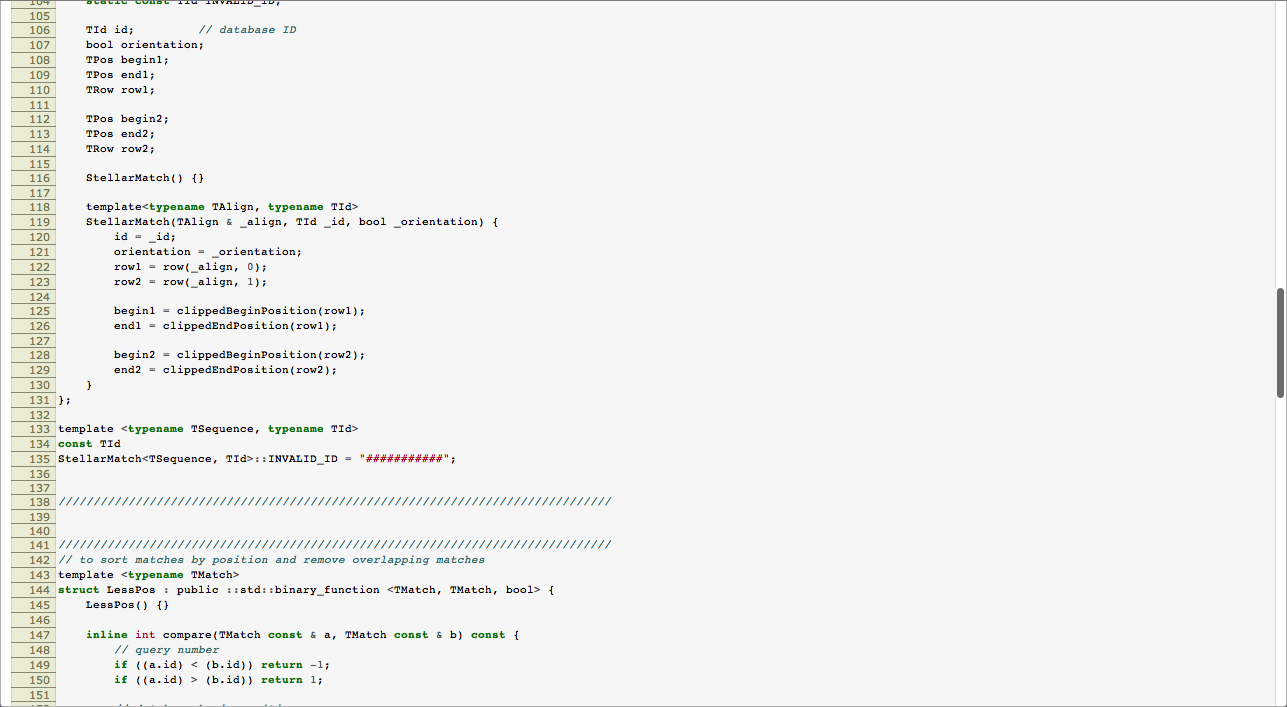 104 static const TId INVALID_ID;
105
106 TId id; // database ID
107 bool orientation;
108 TPos begin1;
109 TPos end1;
110 TRow row1;
111
112 TPos begin2;
113 TPos end2;
114 TRow row2;
115
116 StellarMatch() {}
117
118 template<typename TAlign, typename TId>
119 StellarMatch(TAlign & _align, TId _id, bool _orientation) {
120 id = _id;
121 orientation = _orientation;
122 row1 = row(_align, 0);
123 row2 = row(_align, 1);
124
125 begin1 = clippedBeginPosition(row1);
126 end1 = clippedEndPosition(row1);
127
128 begin2 = clippedBeginPosition(row2);
129 end2 = clippedEndPosition(row2);
130 }
131 };
132
133 template <typename TSequence, typename TId>
134 const TId
135 StellarMatch<TSequence, TId>::INVALID_ID = "###########";
136
137
138 ///////////////////////////////////////////////////////////////////////////////
139
140
141 ///////////////////////////////////////////////////////////////////////////////
142 // to sort matches by position and remove overlapping matches
143 template <typename TMatch>
144 struct LessPos : public ::std::binary_function <TMatch, TMatch, bool> {
145 LessPos() {}
146
147 inline int compare(TMatch const & a, TMatch const & b) const {
148 // query number
149 if ((a.id) < (b.id)) return -1;
150 if ((a.id) > (b.id)) return 1;
151